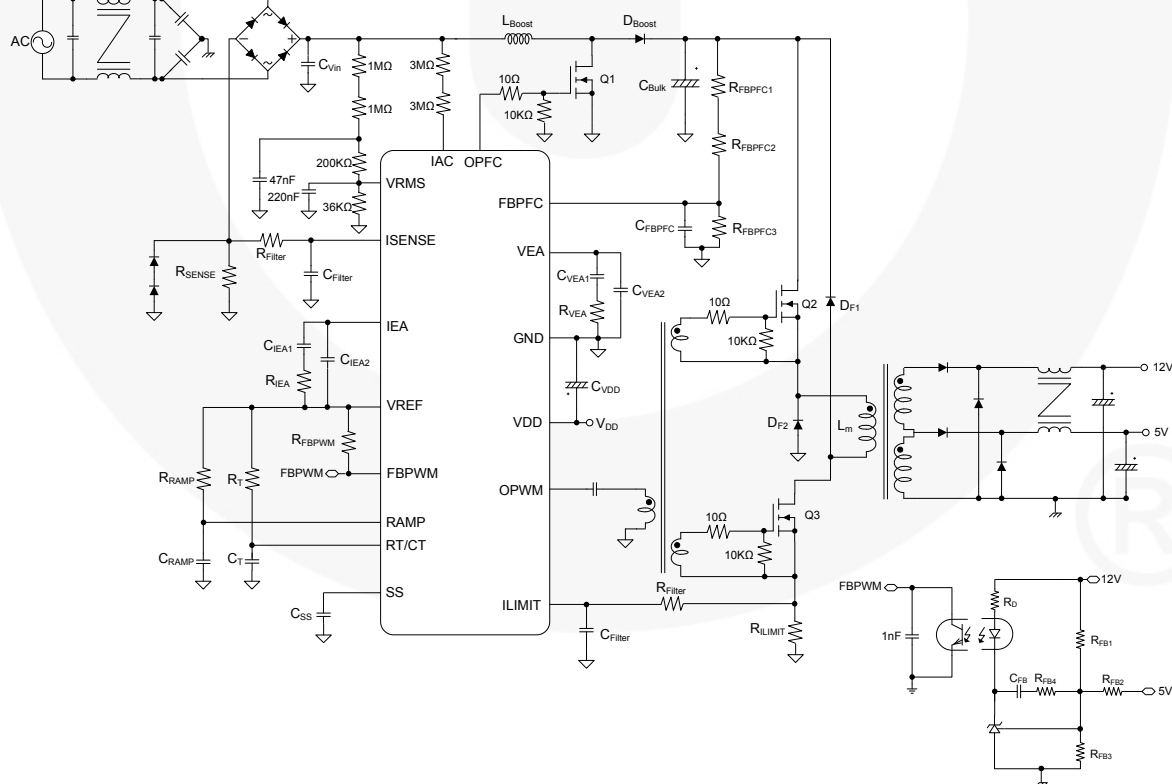 AC
CVin
1MΩ
1MΩ
3MΩ
3MΩ
LBoost
DBoost
10Ω
10KΩ
Q1
CBulk
+
RFBPFC1
RFBPFC2
47nF
220nF
200KΩ
36KΩ
IAC OPFC
VRMS
FBPFC
CFBPFC
RFBPFC3
ISENSE
RSENSE
RFilter
CFilter
VEA
CVEA1
CVEA2
RVEA
GND
IEA
CIEA1
CIEA2
RIEA
VREF
CVDD
+
VDD
VDD
RFBPWM
FBPWM
FBPWM
RRAMP
RT
RAMP
RT/CT
CRAMP
CT
SS
CSS
OPWM
ILIMIT
RFilter
CFilter
RILIMIT
10Ω
10KΩ
Q2
DF1
DF2
Lm
10Ω
10KΩ
Q3
12V
+
5V
+
®
FBPWM
1nF
RD
12V
RFB1
CFB RFB4
RFB2
5V
RFB3